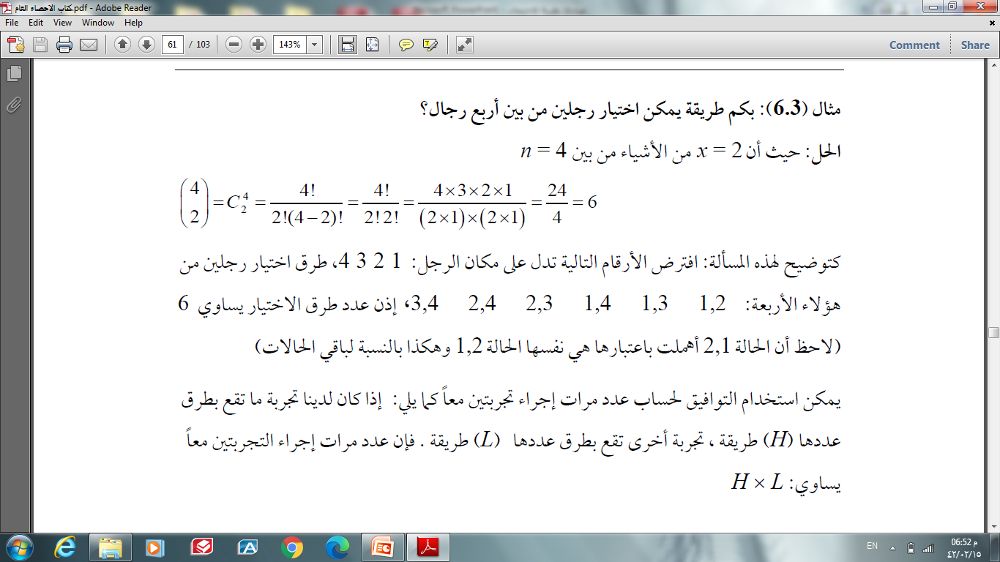 كتاب الاحصاء العام.pdf - Adobe Reader
File Edit View Window Help
61 / 103 143% Comment Share
مثال (6.3): بكم طريقة يمكن اختيار رجلين من بين أربع رجال؟
الحل: حيث أن x = 2 من الأشياء من بين n = 4
(4 2) = C₂⁴ = 4! / 2!(4−2)! = 4! / 2! 2! = 4×3×2×1 / (2×1)×(2×1) = 24 / 4 = 6
كتوضيح لهذه المسألة: افترض الأرقام التالية تدل على مكان الرجل: 1 2 3 4، طرق اختيار رجلين من
هؤلاء الأربعة: 1,2 1,3 1,4 2,3 2,4 3,4، إذن عدد طرق الاختيار يساوي 6
(لاحظ أن الحالة 2,1 أهملت باعتبارها هي نفسها الحالة 1,2 وهكذا بالنسبة لباقي الحالات)
يمكن استخدام التوافيق لحساب عدد مرات إجراء تجربتين معاً كما يلي: إذا كان لدينا تجربة ما تقع بطرق
عددها (H) طريقة ، تجربة أخرى تقع بطرق عددها (L) طريقة . فإن عدد مرات إجراء التجربتين معاً
يساوي: H × L
EN 06:52 م
٤٢/٠٢/١٥